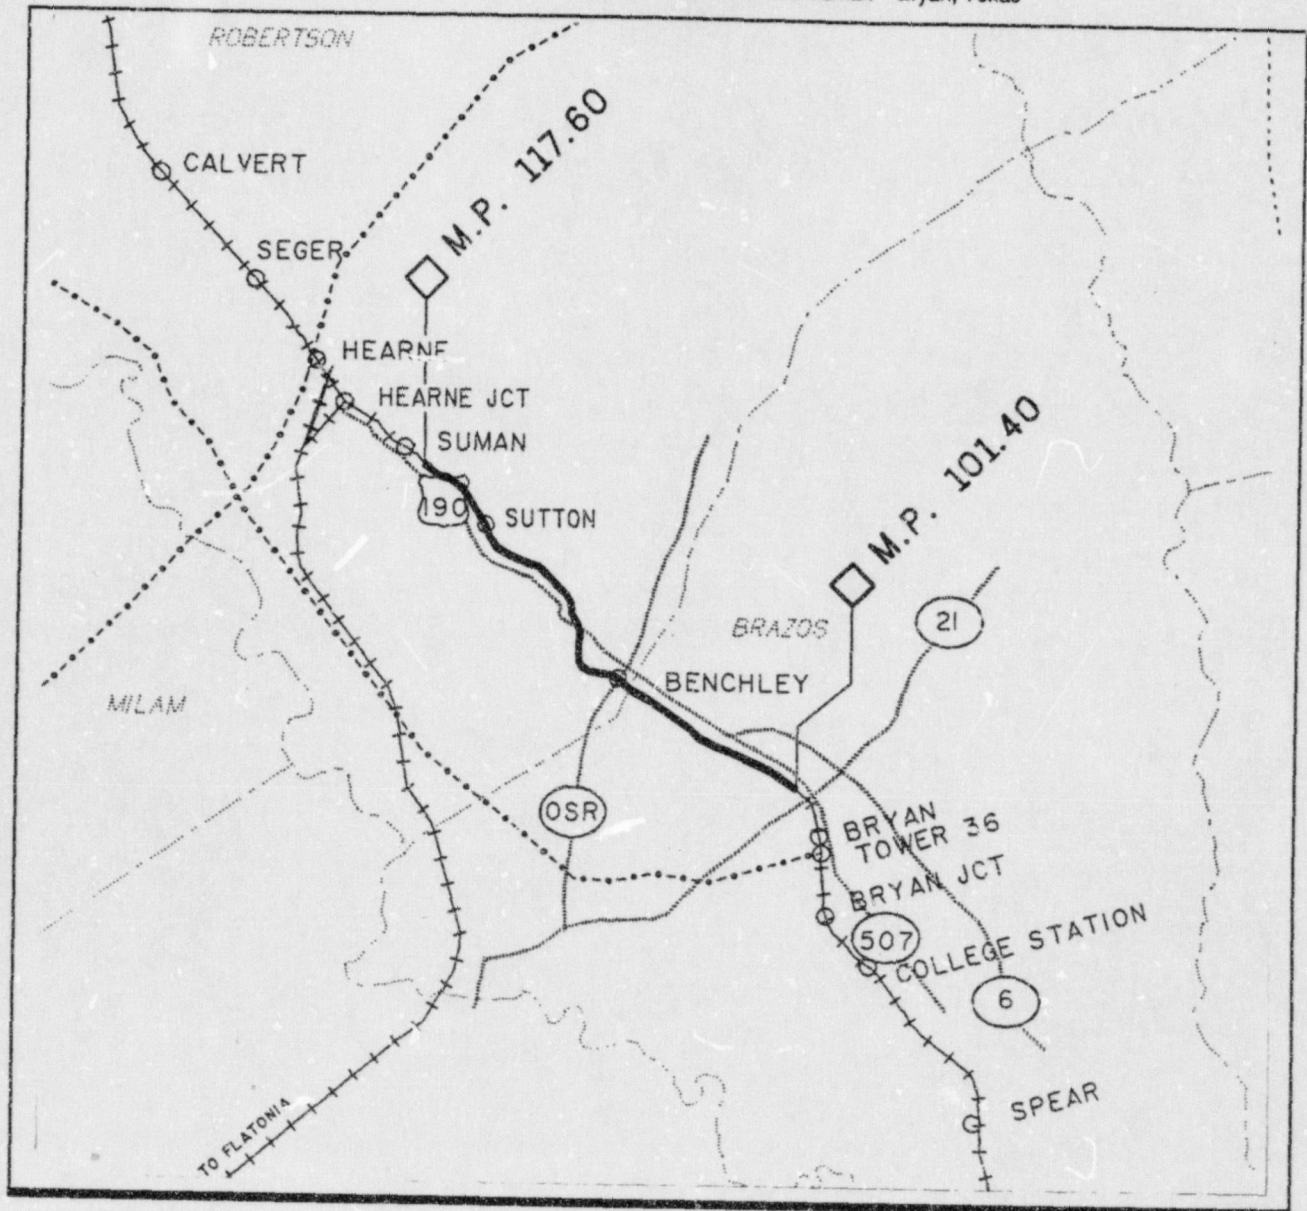 ROBERTSON
CALVERT
M.P. 117.60
SEGER
HEARNE
HEARNE JCT
SUMAN
190
SUTTON
M.P. 101.40
21
BRAZOS
BENCHLEY
MILAM
OSR
BRYAN
TOWER 36
BRYAN JCT
507
COLLEGE STATION
6
SPEAR
TO FLATONIA